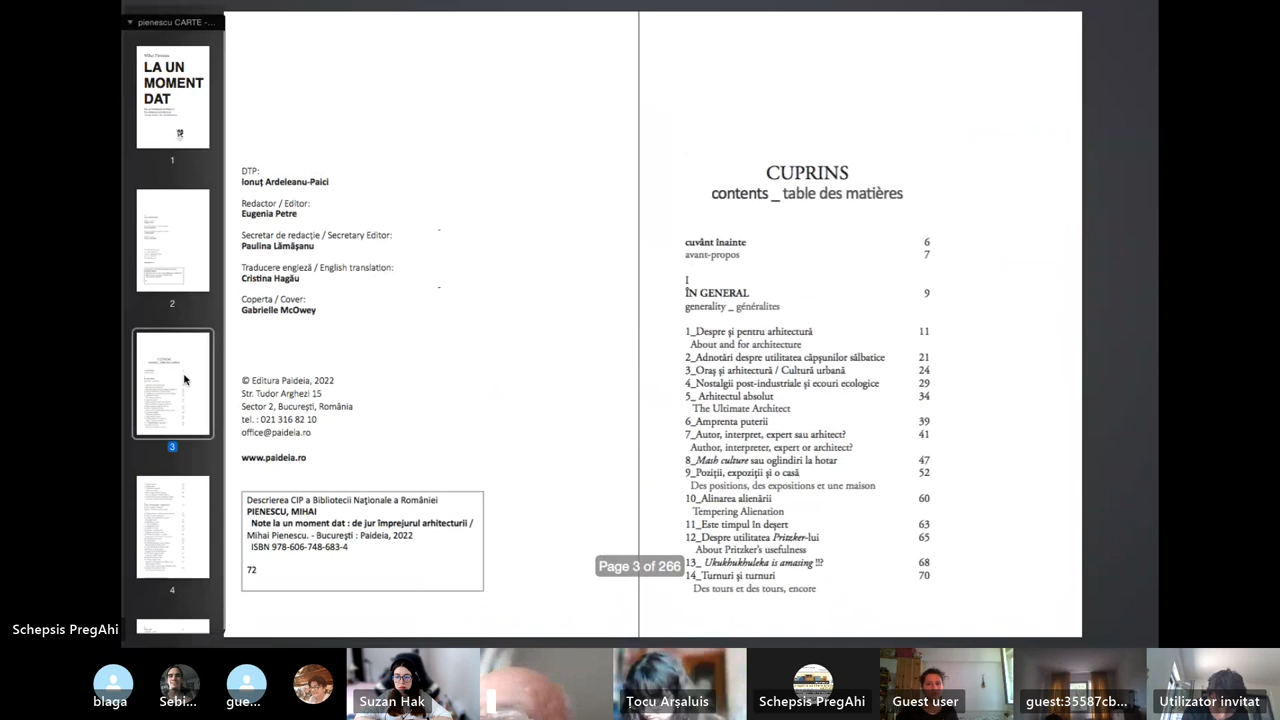 pienescu CARTE -...
LA UN
MOMENT
DAT
1
2
3
4
DTP:
Ionuț Ardeleanu-Paici
Redactor / Editor:
Eugenia Petre
Secretar de redacție / Secretary Editor:
Paulina Lămășanu
Traducere engleză / English translation:
Cristina Hagău
Coperta / Cover:
Gabrielle McOwey
© Editura Paideia, 2022
Str. Tudor Arghezi 15
Sector 2, București, România
tel. : 021 316 82 10
office@paideia.ro
www.paideia.ro
Descrierea CIP a Bibliotecii Naționale a României
PIENESCU, MIHAI
Note la un moment dat : de jur împrejurul arhitecturii /
Mihai Pienescu. - București : Paideia, 2022
ISBN 978-606-748-683-4
72
CUPRINS
contents _ table des matières
cuvânt înainte 6
avant-propos 7
I
ÎN GENERAL 9
generality _ généralites
1_Despre și pentru arhitectură 11
About and for architecture
2_Adnotări despre utilitatea căpșunilor sălbatice 21
3_Oraș și arhitectură / Cultură urbană 24
4_Nostalgii post-industriale și ecouri ecologice 29
5_ Arhitectul absolut 34
The Ultimate Architect
6_Amprenta puterii 39
7_Autor, interpret, expert sau arhitect? 41
Author, interpreter, expert or architect?
8_Mash culture sau oglindiri la hotar 47
9_Poziții, expoziții și o casă 52
Des positions, des expositions et une maison
10_Alinarea alienării 60
Tempering Alienation
11_Este timpul în deșert 63
12_Despre utilitatea Pritzker-lui 65
About Pritzker's usefulness
13_ Ukukhukhuleka is amasing !!? 68
14_Turnuri și turnuri 70
Des tours et des tours, encore
Page 3 of 266
Schepsis PregAhi
blaga
Sebi...
gue...
Suzan Hak
Tocu Arsaluis
Schepsis PregAhi
Guest user
guest:35587cb...
Utilizator invitat